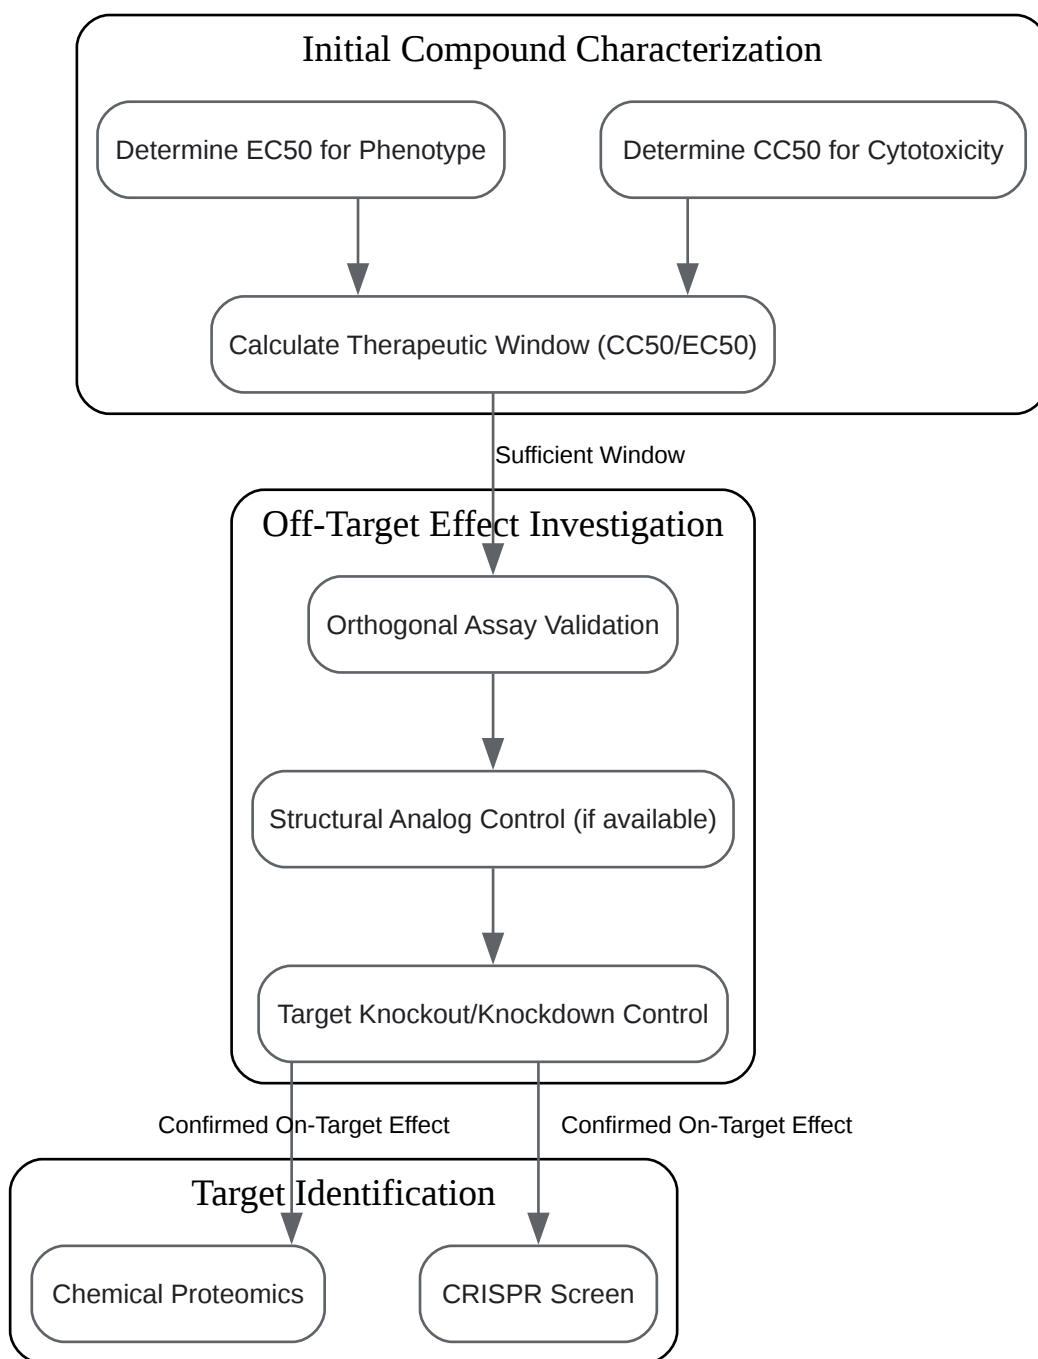 Initial Compound Characterization
Determine EC50 for Phenotype
Determine CC50 for Cytotoxicity
Calculate Therapeutic Window (CC50/EC50)
Sufficient Window
Off-Target Effect Investigation
Orthogonal Assay Validation
Structural Analog Control (if available)
Target Knockout/Knockdown Control
Confirmed On-Target Effect
Confirmed On-Target Effect
Target Identification
Chemical Proteomics
CRISPR Screen